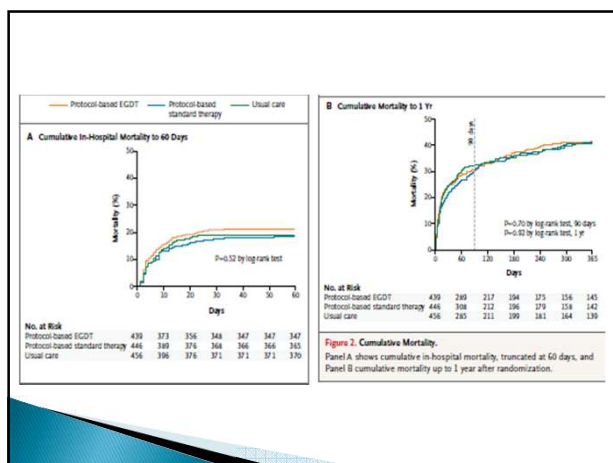 Protocol-based EGDT
Protocol-based standard therapy
Usual care
A Cumulative In-Hospital Mortality to 60 Days
50
40
30
20
10
0
Mortality (%)
P=0.52 by log-rank test
0 10 20 30 40 50 60
Days
No. at Risk
Protocol-based EGDT 439 373 356 348 347 347 347
Protocol-based standard therapy 446 389 376 368 366 366 365
Usual care 456 396 376 371 371 371 370
B Cumulative Mortality to 1 Yr
50
40
30
20
10
0
Mortality (%)
90 days
P=0.70 by log-rank test, 90 days
P=0.92 by log-rank test, 1 yr
0 60 120 180 240 300 365
Days
No. at Risk
Protocol-based EGDT 439 289 217 194 175 156 145
Protocol-based standard therapy 446 308 212 196 179 158 142
Usual care 456 285 211 199 181 164 139
Figure 2. Cumulative Mortality.
Panel A shows cumulative in-hospital mortality, truncated at 60 days, and
Panel B cumulative mortality up to 1 year after randomization.